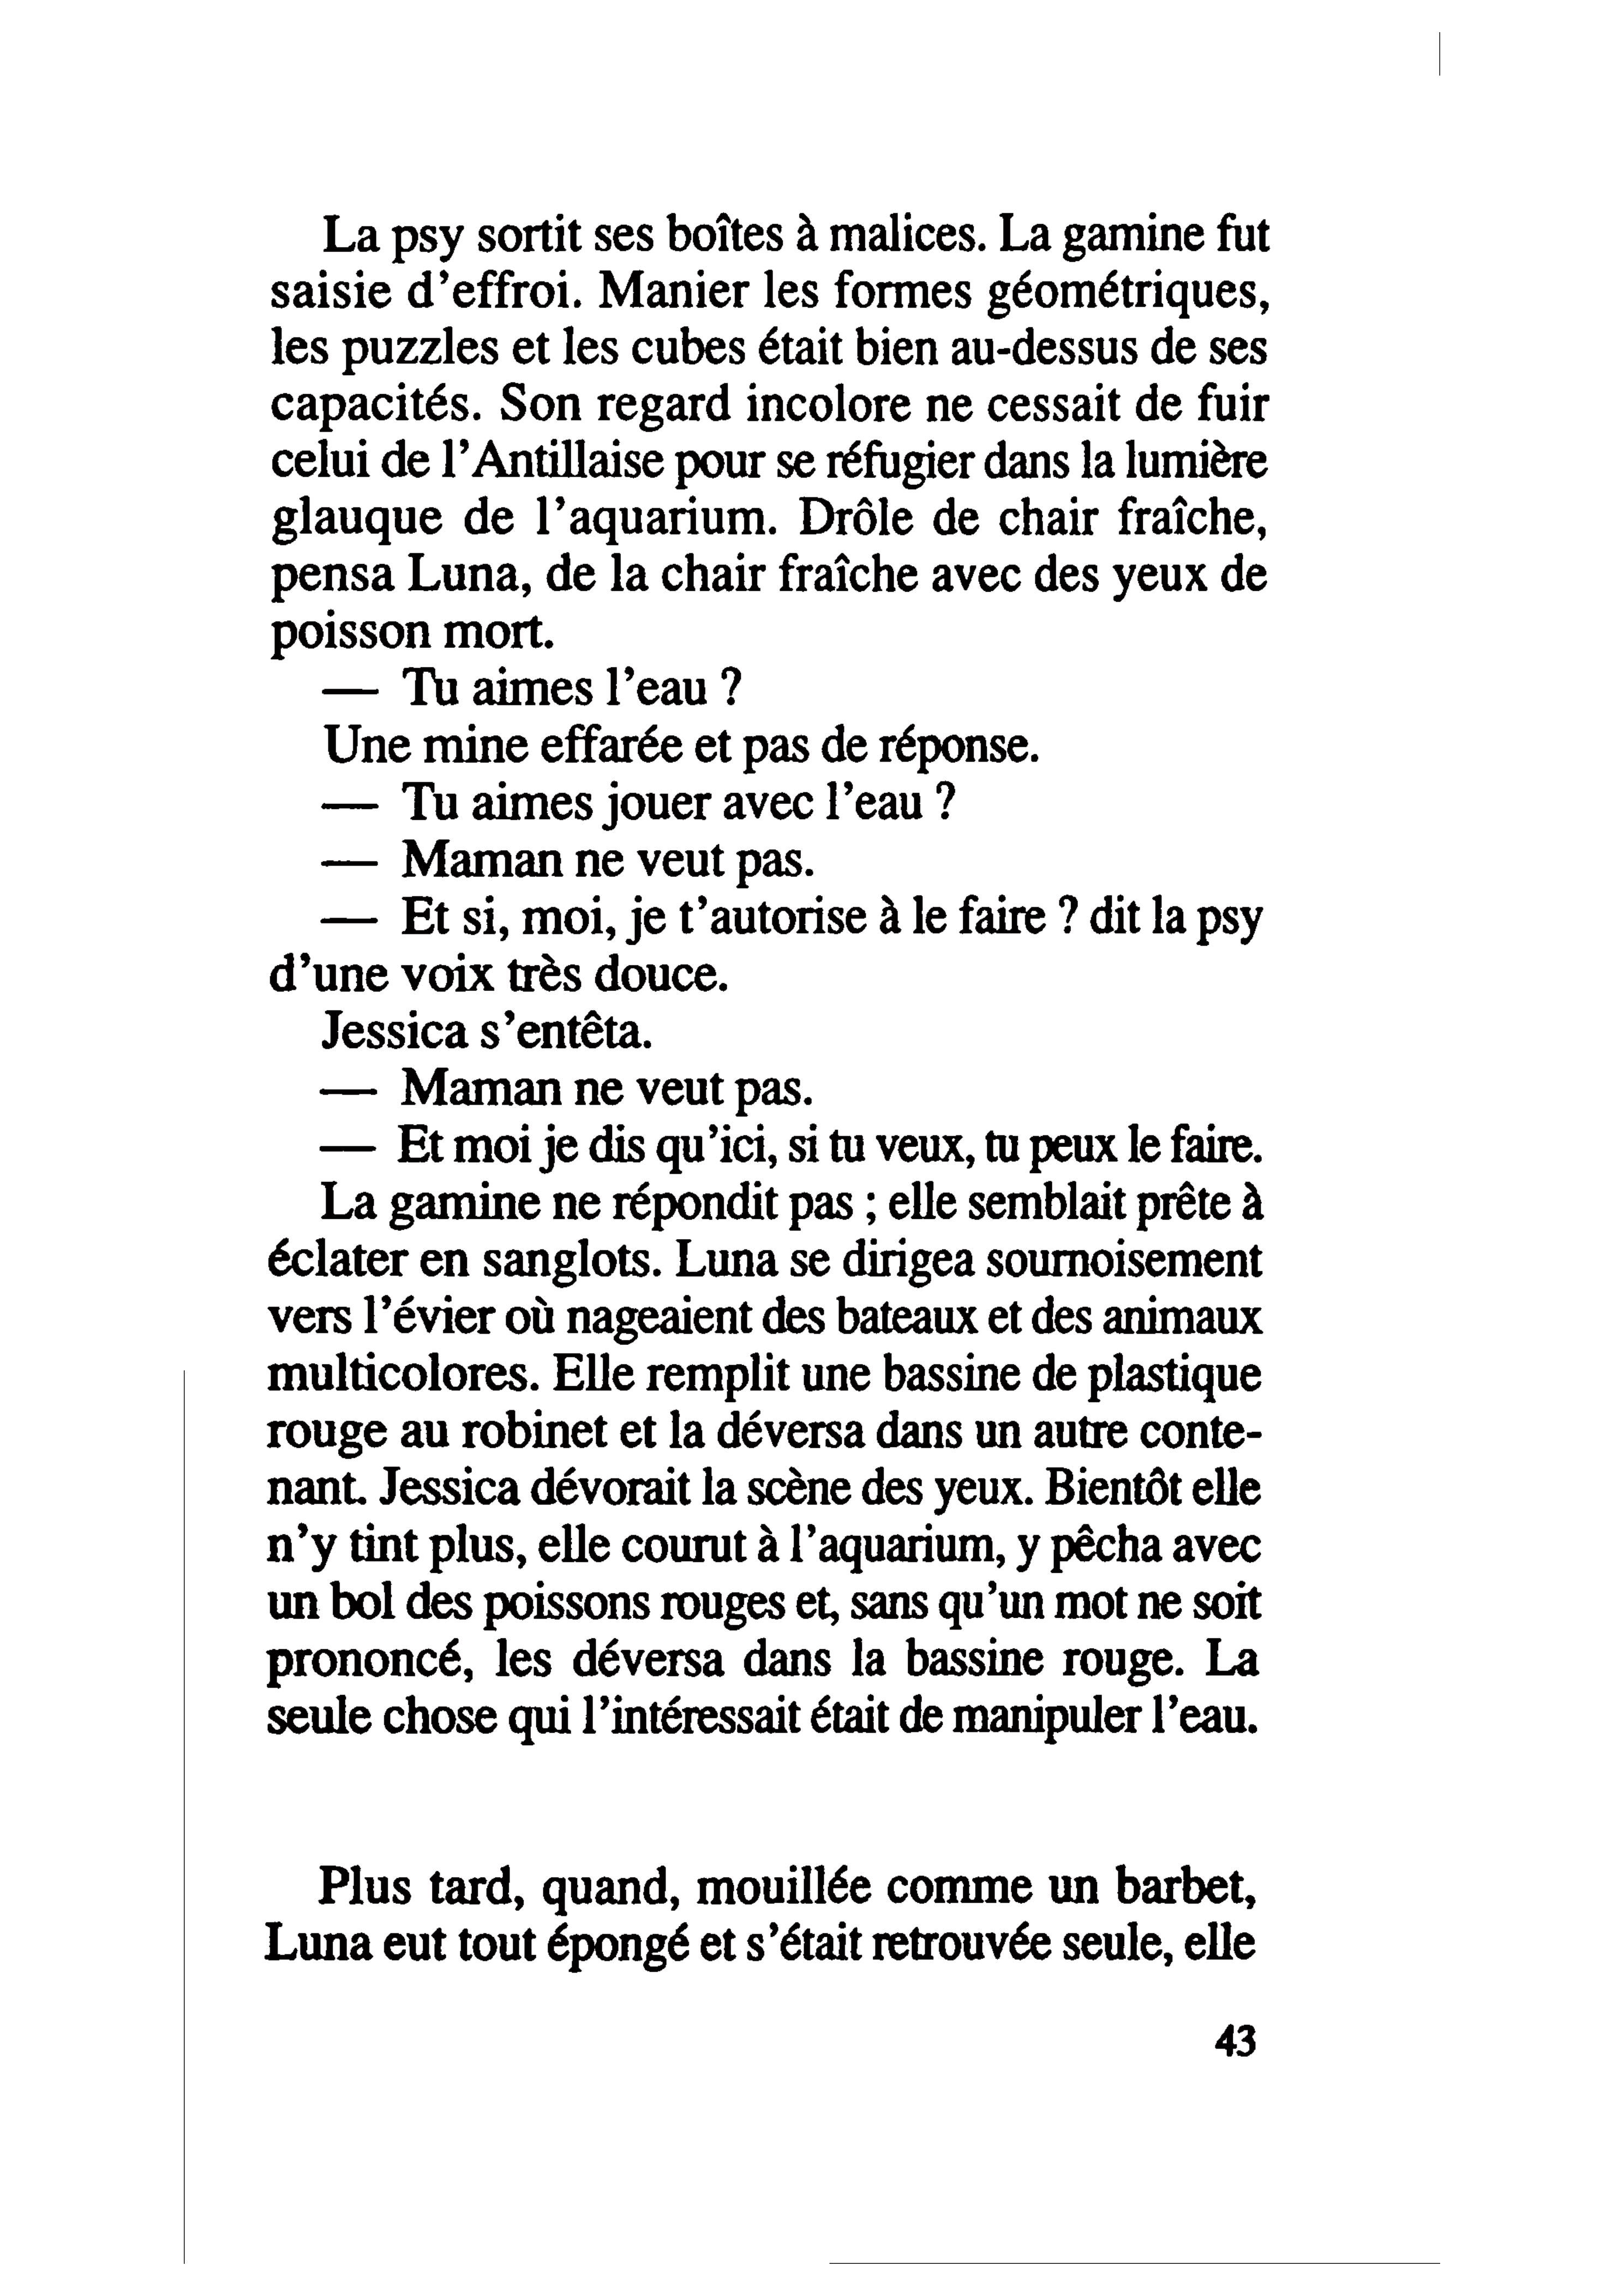 La psy sortit ses boîtes à malices. La gamine fut
saisie d'effroi. Manier les formes géométriques,
les puzzles et les cubes était bien au-dessus de ses
capacités. Son regard incolore ne cessait de fuir
celui de l'Antillaise pour se réfugier dans la lumière
glauque de l'aquarium. Drôle de chair fraîche,
pensa Luna, de la chair fraîche avec des yeux de
poisson mort.
— Tu aimes l'eau ?
Une mine effarée et pas de réponse.
— Tu aimes jouer avec l'eau ?
— Maman ne veut pas.
— Et si, moi, je t'autorise à le faire ? dit la psy
d'une voix très douce.
Jessica s'entêta.
— Maman ne veut pas.
— Et moi je dis qu'ici, si tu veux, tu peux le faire.
La gamine ne répondit pas ; elle semblait prête à
éclater en sanglots. Luna se dirigea sournoisement
vers l'évier où nageaient des bateaux et des animaux
multicolores. Elle remplit une bassine de plastique
rouge au robinet et la déversa dans un autre conte-
nant. Jessica dévorait la scène des yeux. Bientôt elle
n'y tint plus, elle courut à l'aquarium, y pêcha avec
un bol des poissons rouges et, sans qu'un mot ne soit
prononcé, les déversa dans la bassine rouge. La
seule chose qui l'intéressait était de manipuler l'eau.
Plus tard, quand, mouillée comme un barbet,
Luna eut tout épongé et s'était retrouvée seule, elle
43